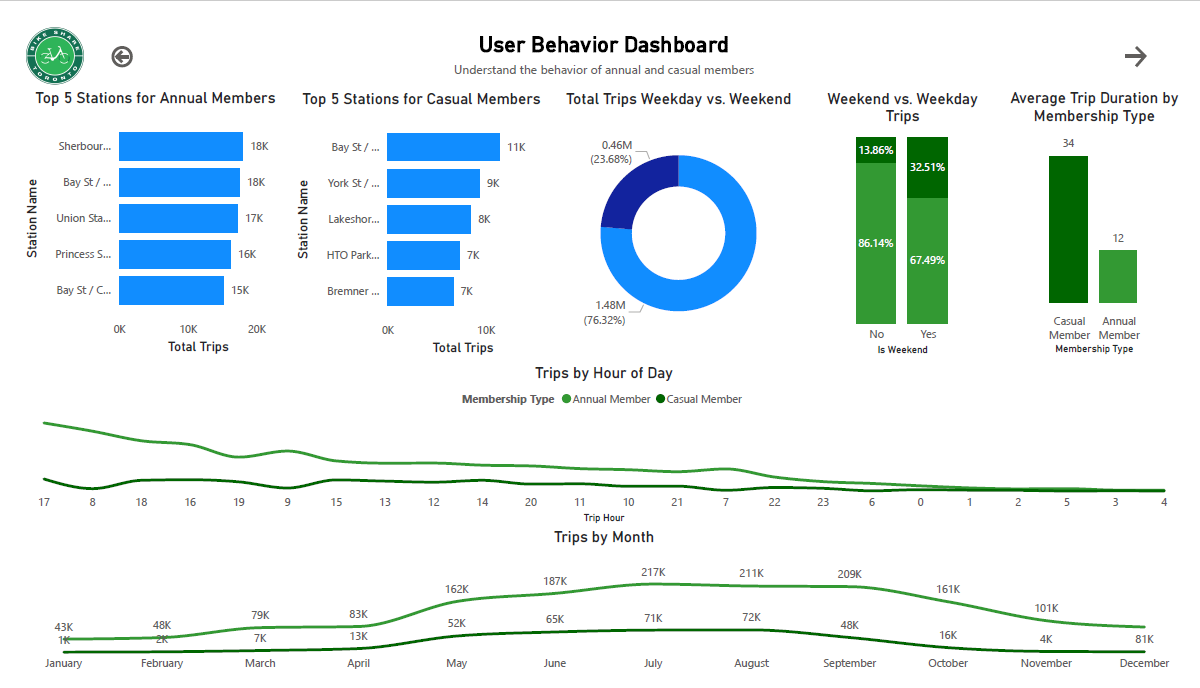 BIKE SHARE
TORONTO
User Behavior Dashboard
Understand the behavior of annual and casual members
Top 5 Stations for Annual Members
Station Name
Sherbour... 18K
Bay St / ... 18K
Union Sta... 17K
Princess S... 16K
Bay St / C... 15K
0K 10K 20K
Total Trips
Top 5 Stations for Casual Members
Station Name
Bay St / ... 11K
York St / ... 9K
Lakeshor... 8K
HTO Park... 7K
Bremner ... 7K
0K 10K
Total Trips
Total Trips Weekday vs. Weekend
0.46M
(23.68%)
1.48M
(76.32%)
Weekend vs. Weekday
Trips
13.86% 32.51%
86.14% 67.49%
No Yes
Is Weekend
Average Trip Duration by
Membership Type
34
12
Casual Annual
Member Member
Membership Type
Trips by Hour of Day
Membership Type Annual Member Casual Member
17 8 18 16 19 9 15 13 12 14 20 11 10 21 7 22 23 6 0 1 2 5 3 4
Trip Hour
Trips by Month
43K 48K 79K 83K 162K 187K 217K 211K 209K 161K 101K 81K
1K 2K 7K 13K 52K 65K 71K 72K 48K 16K 4K
January February March April May June July August September October November December